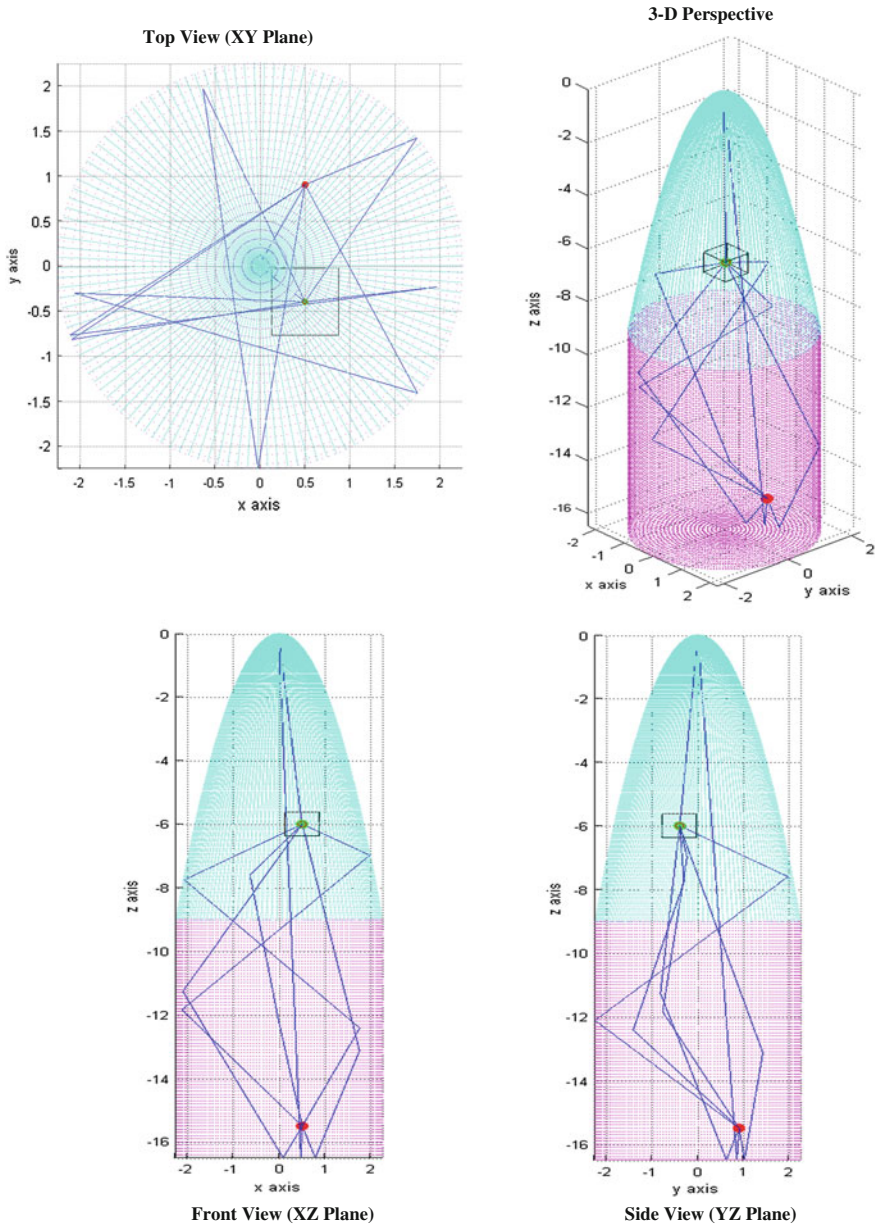 Top View (XY Plane)
2
1.5
1
0.5
0
-0.5
-1
-1.5
-2
y axis
-2 -1.5 -1 -0.5 0 0.5 1 1.5 2
x axis
3-D Perspective
0
-2
-4
-6
-8
-10
-12
-14
-16
z axis
-2 -1 0 1 2
x axis
-2 0 2
y axis
0
-2
-4
-6
-8
-10
-12
-14
-16
z axis
-2 -1 0 1 2
x axis
Front View (XZ Plane)
0
-2
-4
-6
-8
-10
-12
-14
-16
z axis
-2 -1 0 1 2
y axis
Side View (YZ Plane)